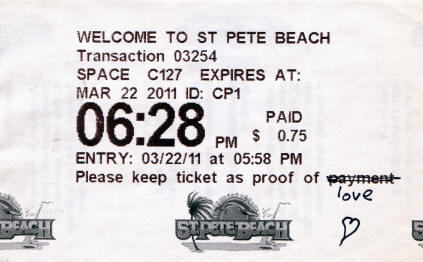 WELCOME TO ST PETE BEACH
Transaction 03254
SPACE C127 EXPIRES AT:
MAR 22 2011 ID: CP1
06:28 PM PAID $ 0.75
ENTRY: 03/22/11 at 05:58 PM
Please keep ticket as proof of payment
love
ST.PETE BEACH